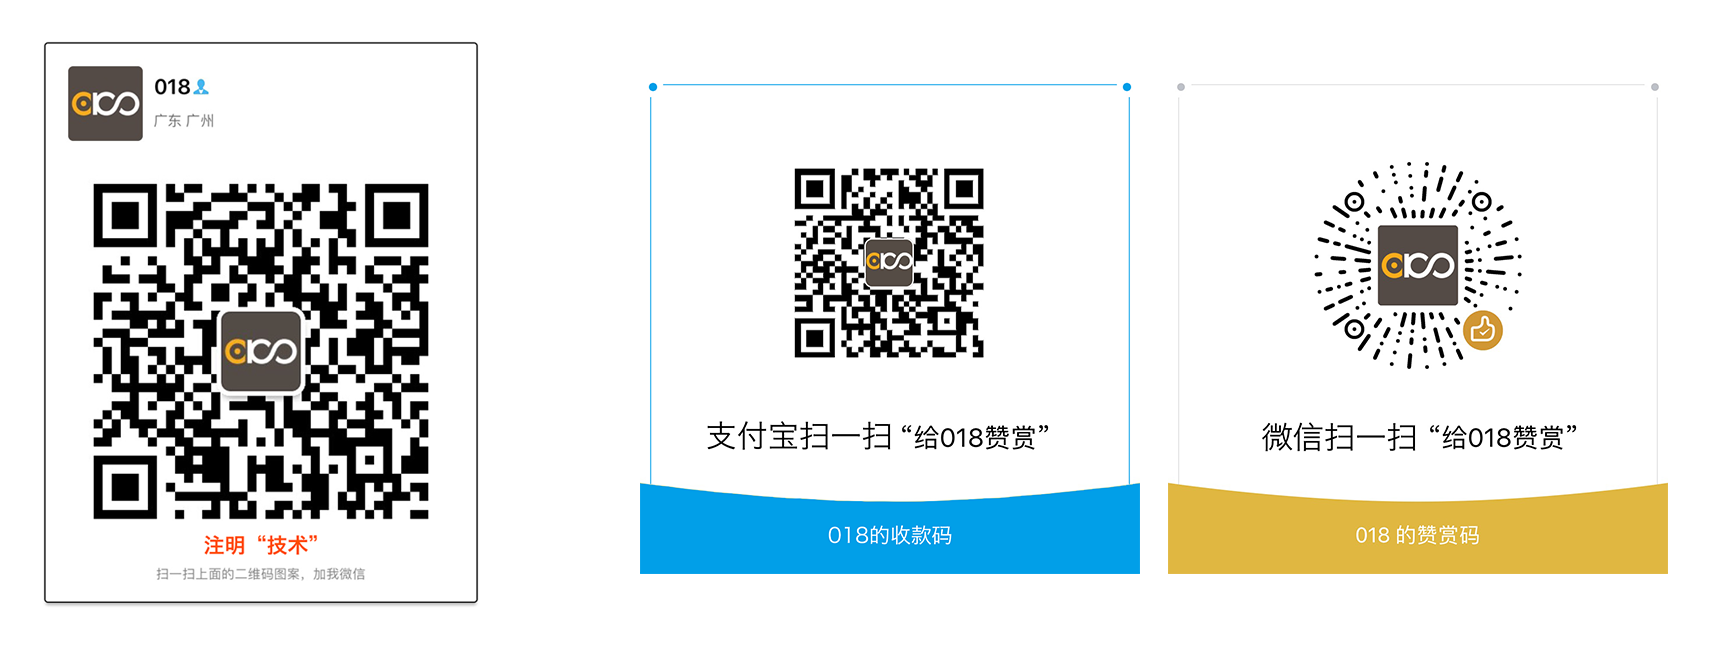 018
广东 广州
注明 “技术”
扫一扫上面的二维码图案，加我微信
支付宝扫一扫 “给018赞赏”
018的收款码
微信扫一扫 “给018赞赏”
018 的赞赏码